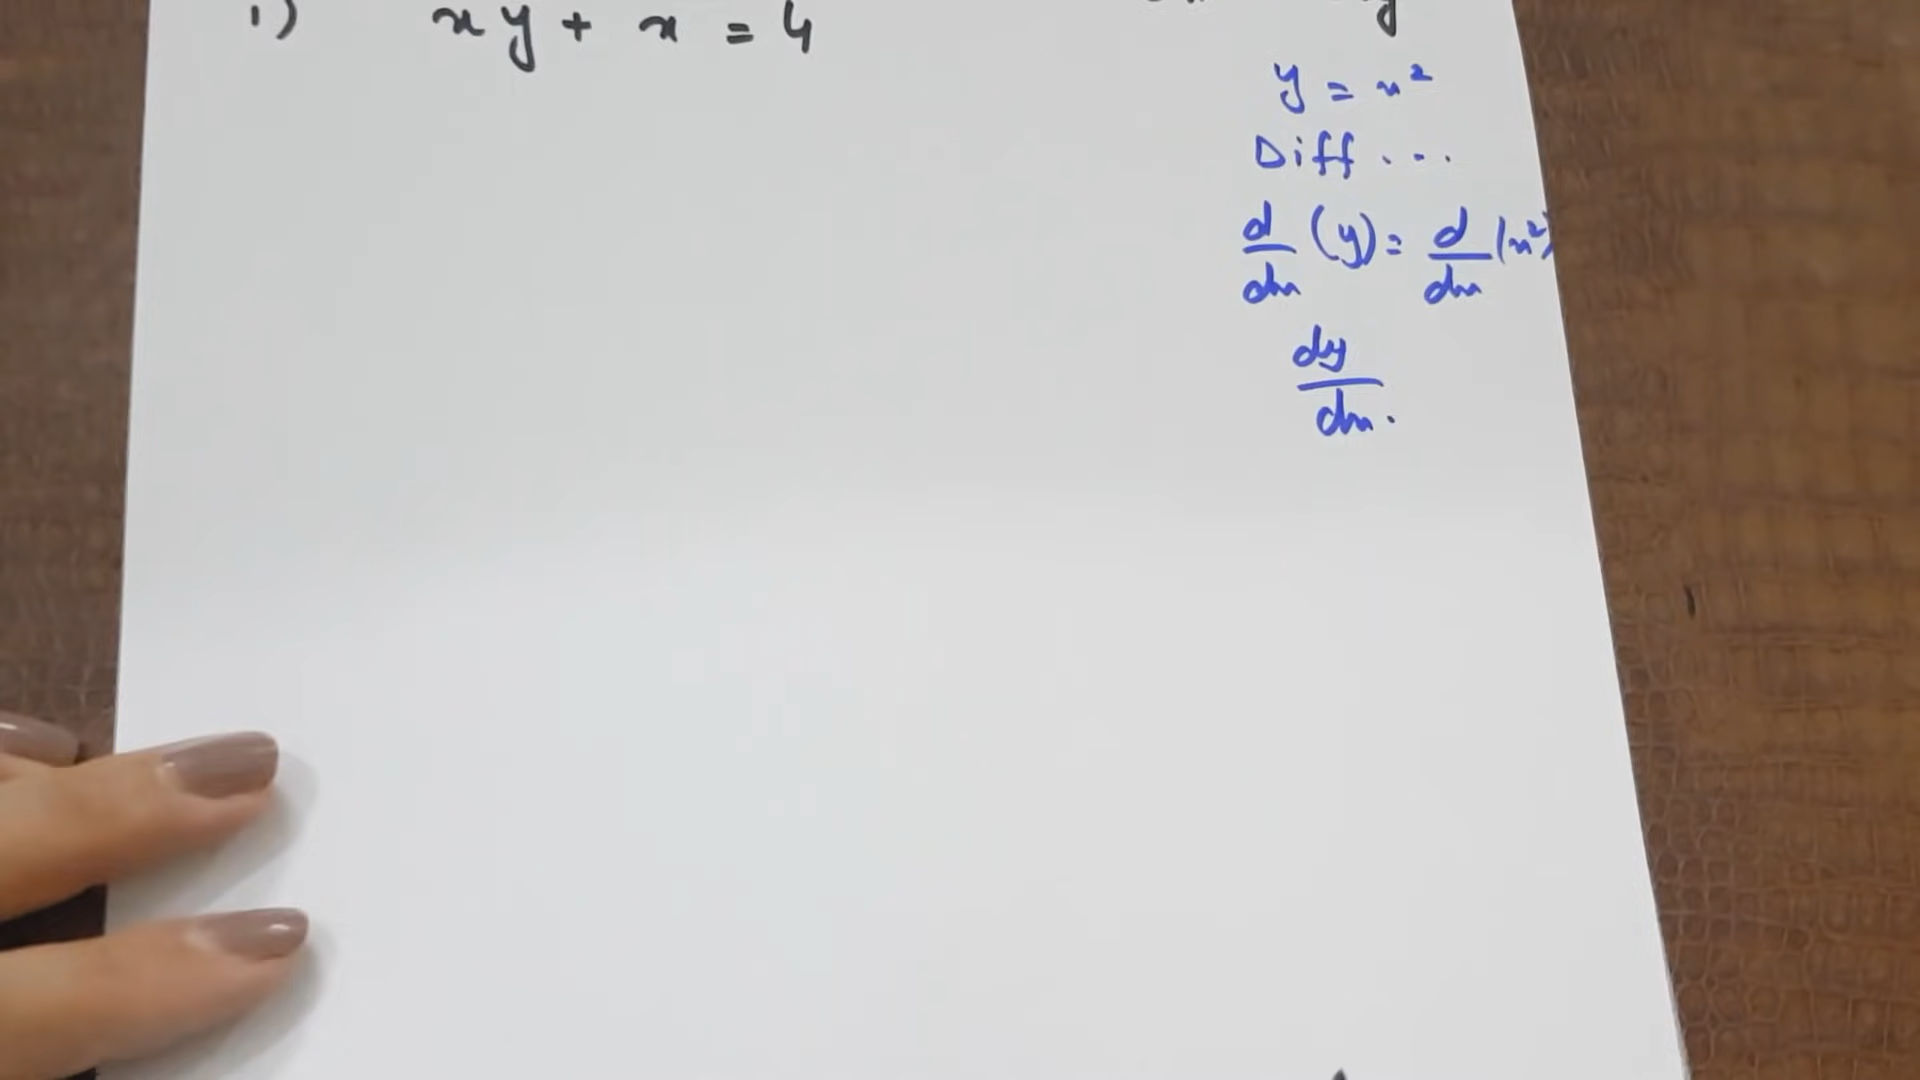 1) xy + x = 4
y
y = x²
Diff ...
d/dx (y) = d/dx (x²)
dy/dx.